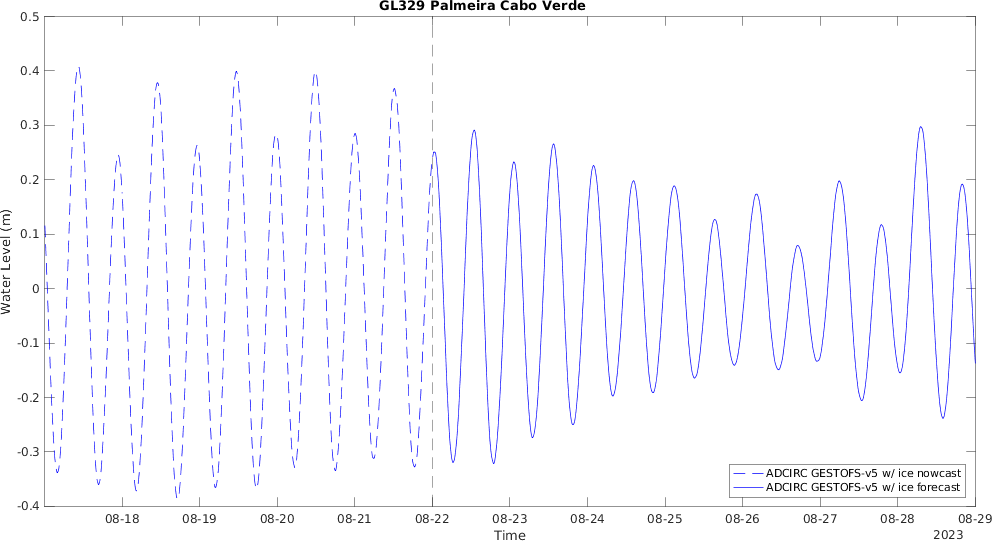 GL329 Palmeira Cabo Verde
Water Level (m)
0.5
0.4
0.3
0.2
0.1
0
-0.1
-0.2
-0.3
-0.4
08-18 08-19 08-20 08-21 08-22 08-23 08-24 08-25 08-26 08-27 08-28 08-29
Time
2023
ADCIRC GESTOFS-v5 w/ ice nowcast
ADCIRC GESTOFS-v5 w/ ice forecast